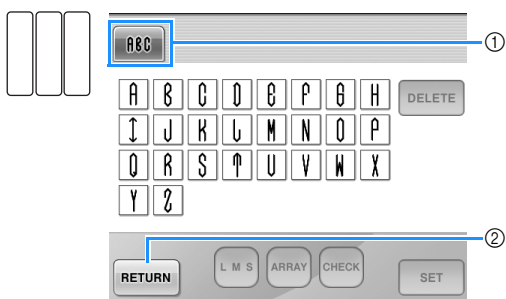 ABC ①
A B C D E F G H DELETE
I J K L M N O P
Q R S T U V W X
Y Z
②
RETURN L M S ARRAY CHECK SET